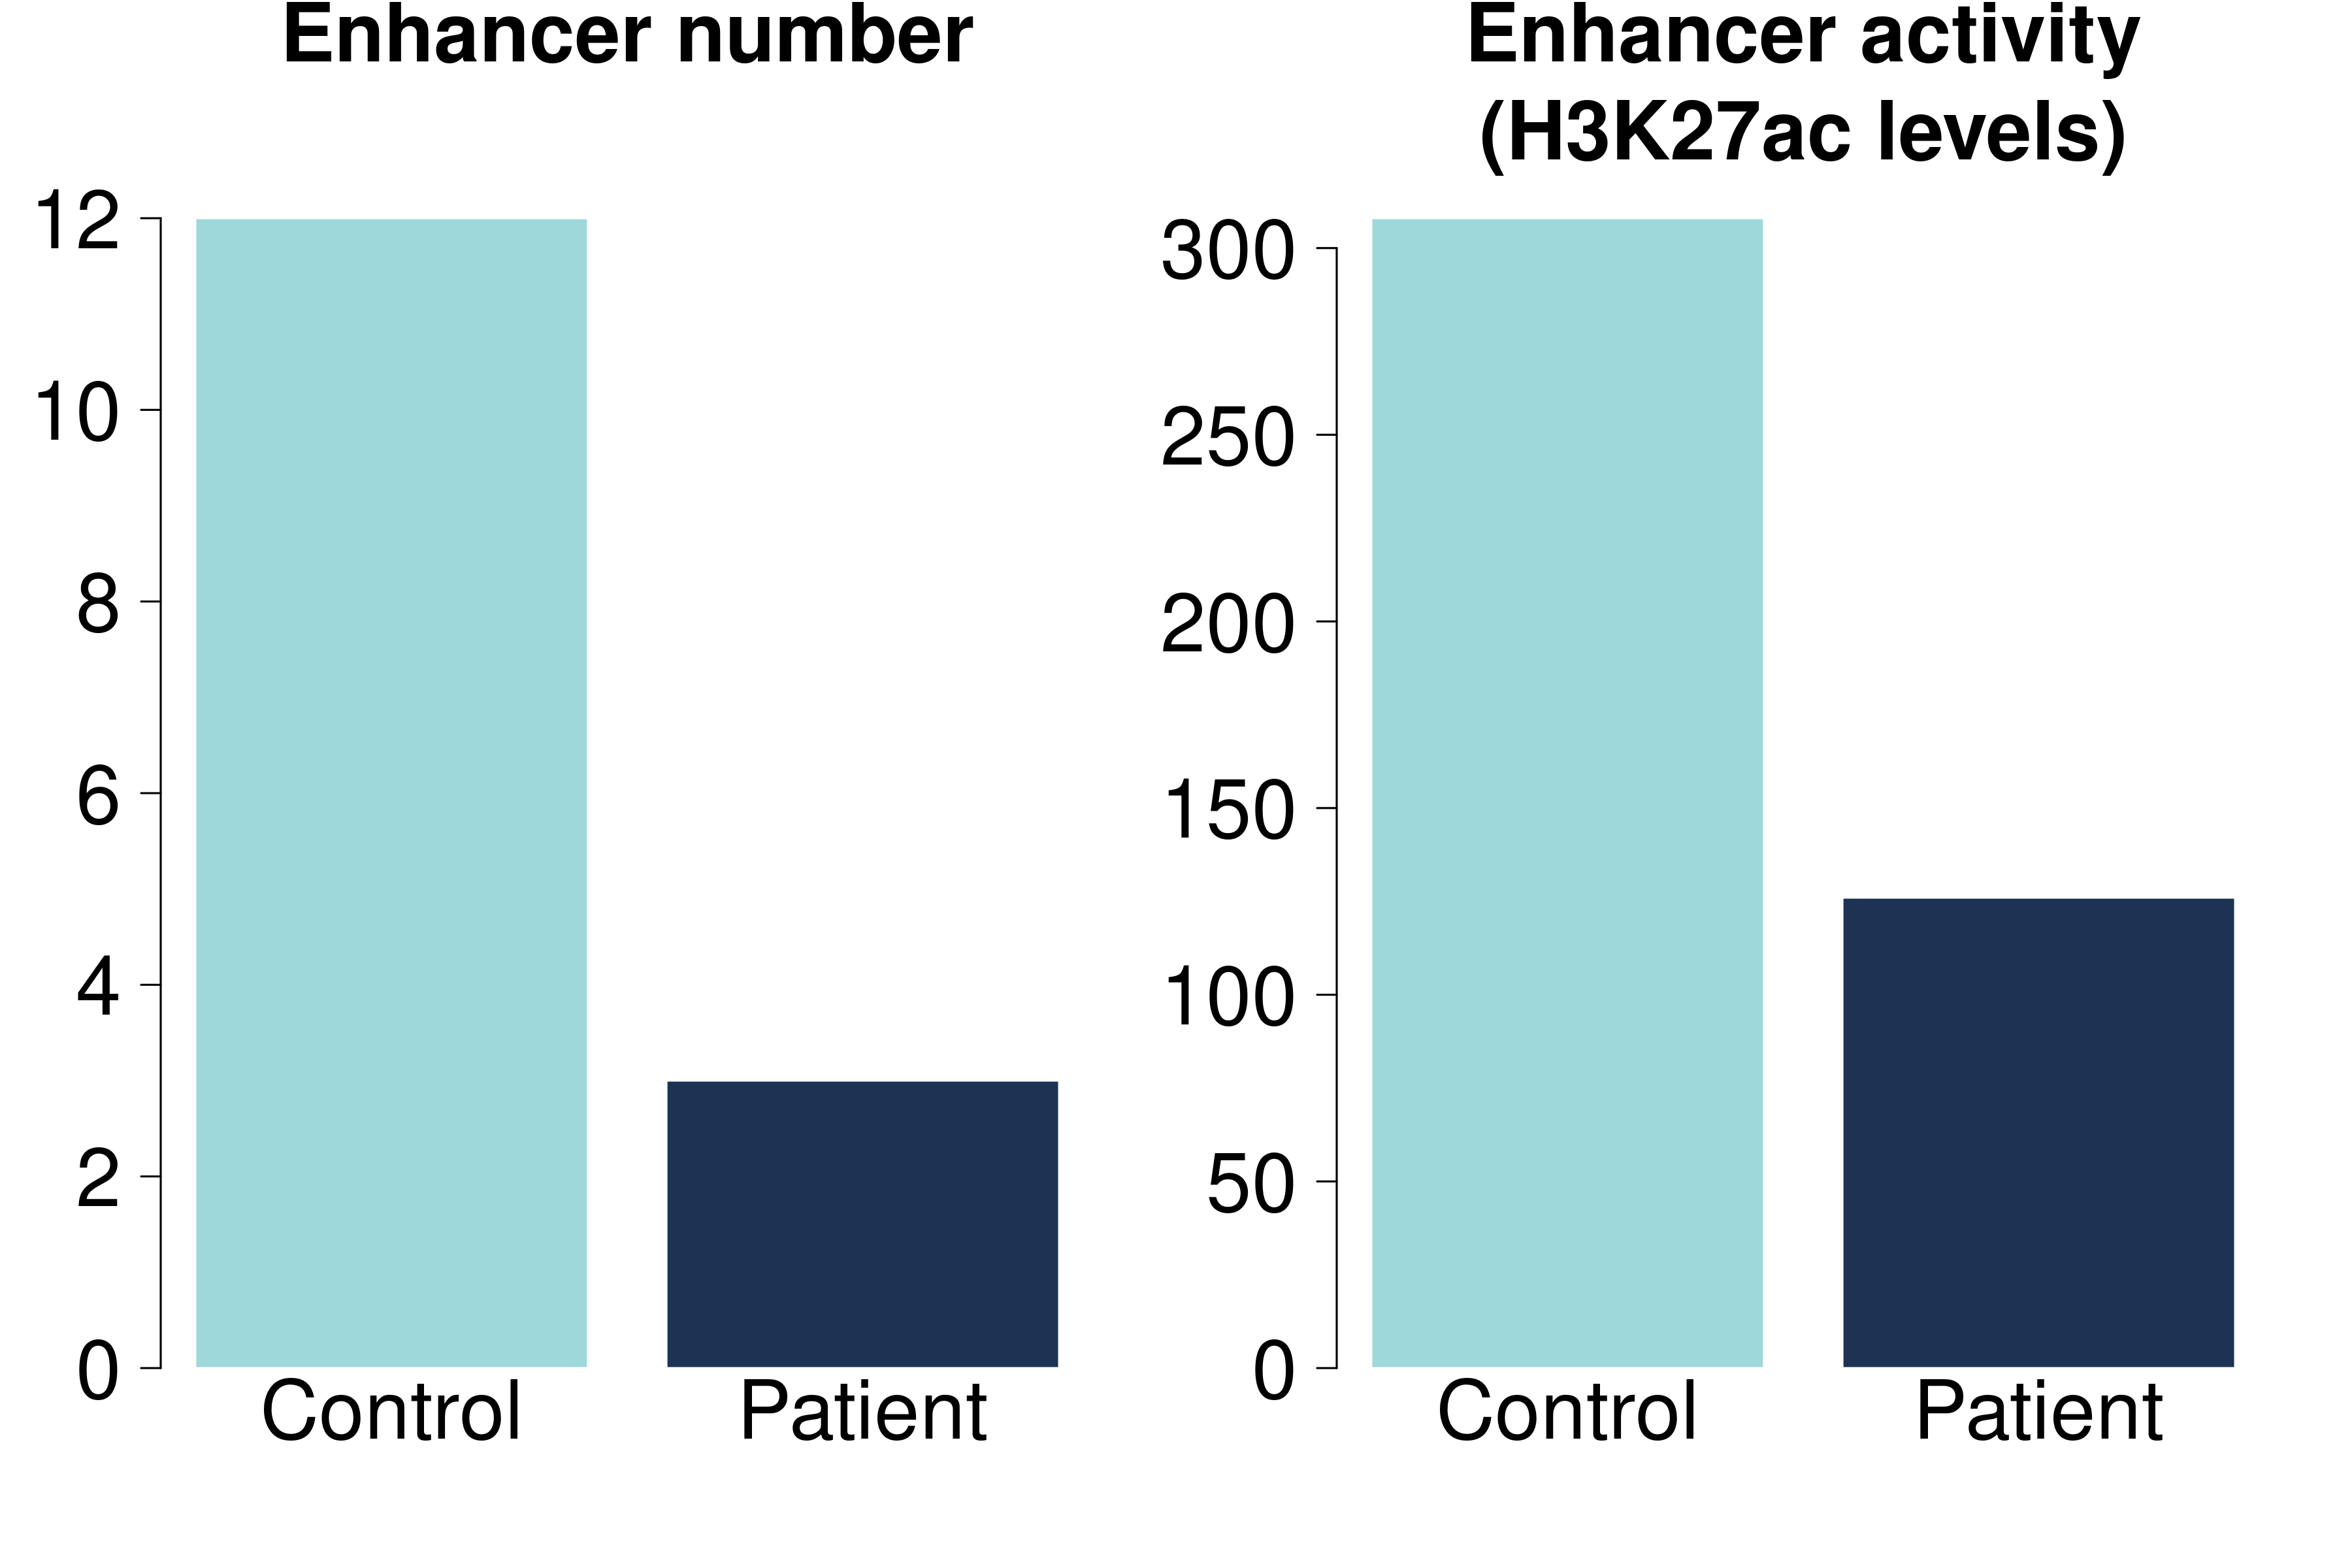 Enhancer number
12
10
8
6
4
2
0
Control Patient
Enhancer activity
(H3K27ac levels)
300
250
200
150
100
50
0
Control Patient